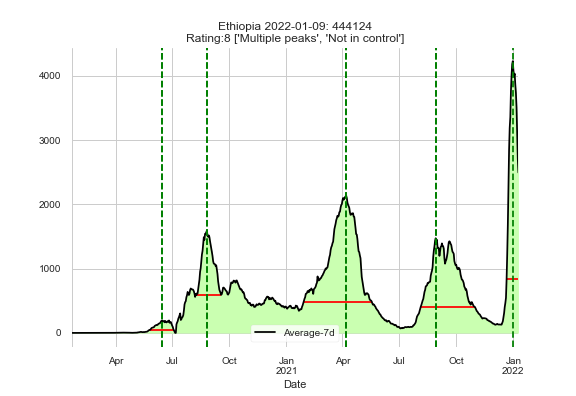 Ethiopia 2022-01-09: 444124
Rating:8 ['Multiple peaks', 'Not in control']
4000
3000
2000
1000
0
Average-7d
Apr Jul Oct Jan Apr Jul Oct Jan
2021 2022
Date